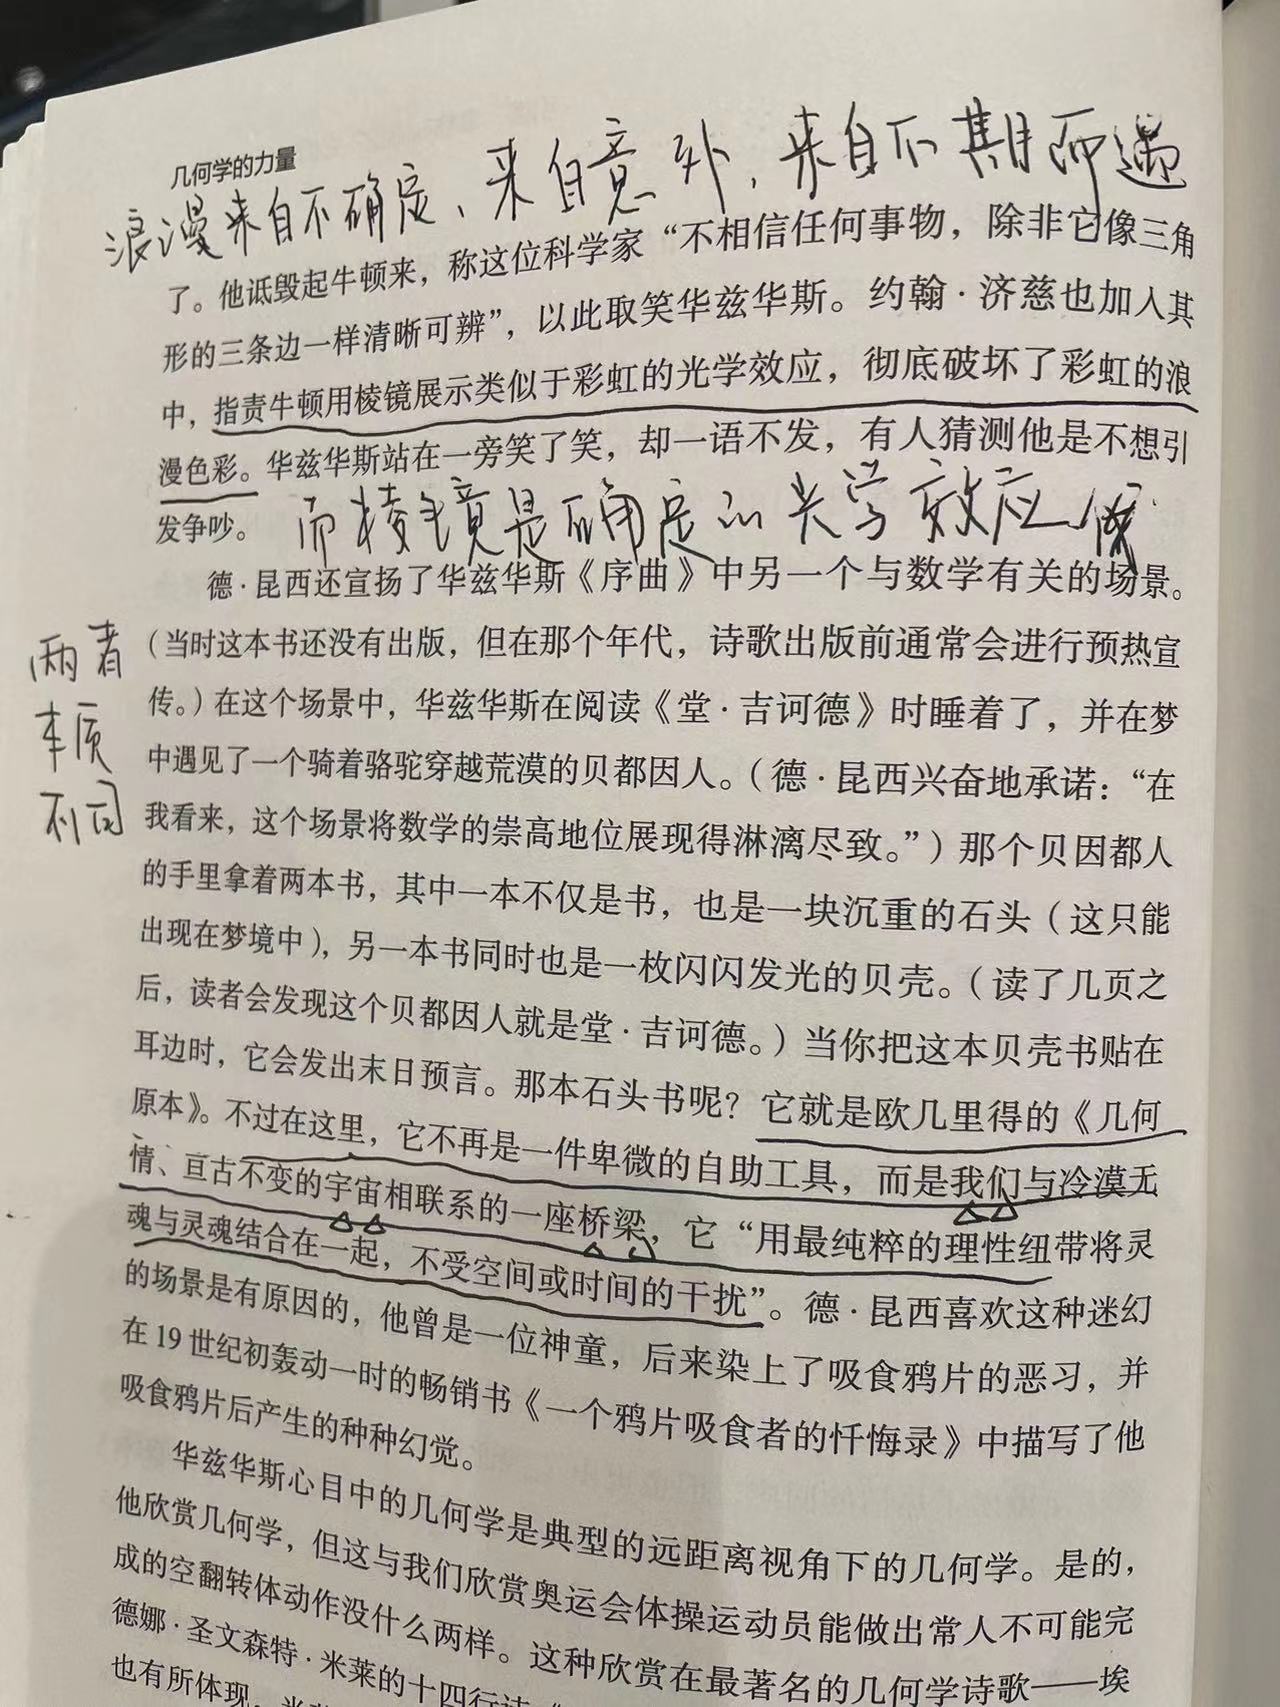 几何学的力量
浪漫来自不确定、来自意外，来自不期而遇
了。他诋毁起牛顿来，称这位科学家“不相信任何事物，除非它像三角
形的三条边一样清晰可辨”，以此取笑华兹华斯。约翰·济慈也加入其
中，指责牛顿用棱镜展示类似于彩虹的光学效应，彻底破坏了彩虹的浪
漫色彩。华兹华斯站在一旁笑了笑，却一语不发，有人猜测他是不想引
发争吵。
而棱镜是确定的光学效应
德·昆西还宣扬了华兹华斯《序曲》中另一个与数学有关的场景。
两者
本质
不同
（当时这本书还没有出版，但在那个年代，诗歌出版前通常会进行预热宣
传。）在这个场景中，华兹华斯在阅读《堂·吉诃德》时睡着了，并在梦
中遇见了一个骑着骆驼穿越荒漠的贝都因人。（德·昆西兴奋地承诺：“在
我看来，这个场景将数学的崇高地位展现得淋漓尽致。”）那个贝因都人
的手里拿着两本书，其中一本不仅是书，也是一块沉重的石头（这只能
出现在梦境中），另一本书同时也是一枚闪闪发光的贝壳。（读了几页之
后，读者会发现这个贝都因人就是堂·吉诃德。）当你把这本贝壳书贴在
耳边时，它会发出末日预言。那本石头书呢？它就是欧几里得的《几何
原本》。不过在这里，它不再是一件卑微的自助工具，而是我们与冷漠无
情、亘古不变的宇宙相联系的一座桥梁，它“用最纯粹的理性纽带将灵
魂与灵魂结合在一起，不受空间或时间的干扰”。德·昆西喜欢这种迷幻
的场景是有原因的，他曾是一位神童，后来染上了吸食鸦片的恶习，并
在19世纪初轰动一时的畅销书《一个鸦片吸食者的忏悔录》中描写了他
吸食鸦片后产生的种种幻觉。
华兹华斯心目中的几何学是典型的远距离视角下的几何学。是的，
他欣赏几何学，但这与我们欣赏奥运会体操运动员能做出常人不可能完
成的空翻转体动作没什么两样。这种欣赏在最著名的几何学诗歌——埃
德娜·圣文森特·米莱的十四行诗
也有所体现。